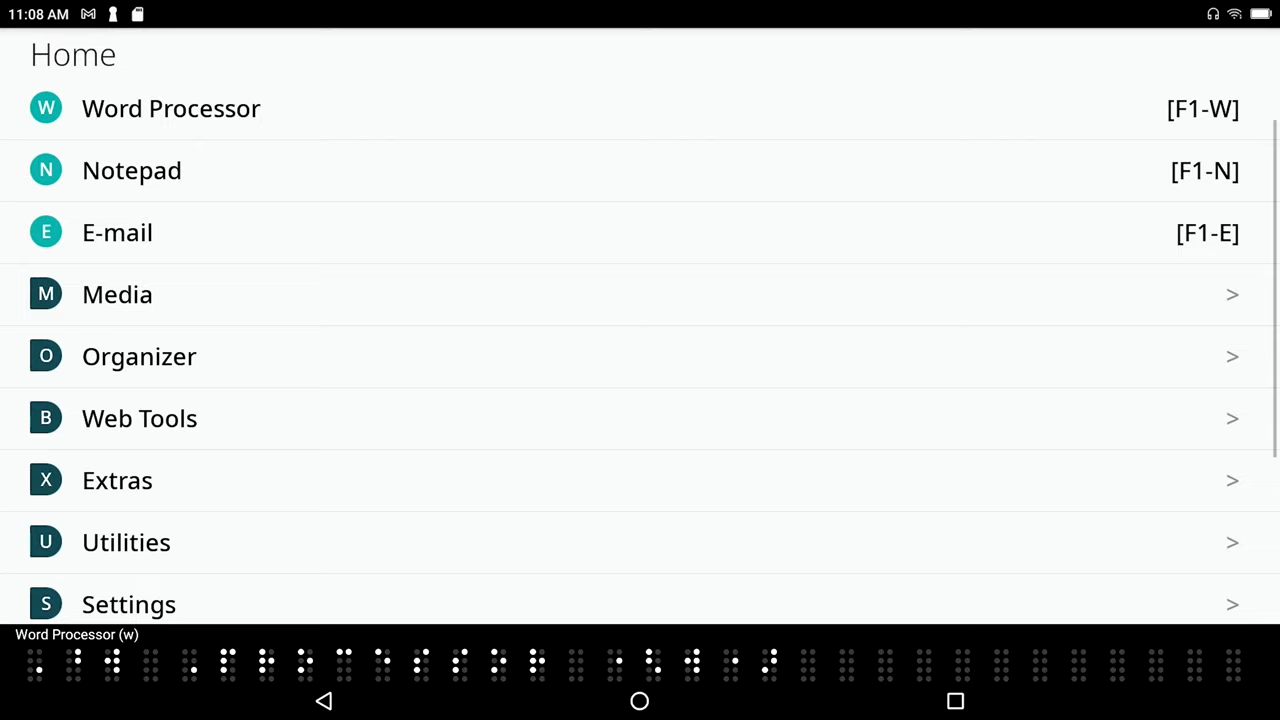 11:08 AM
Home
W Word Processor [F1-W]
N Notepad [F1-N]
E E-mail [F1-E]
M Media >
O Organizer >
B Web Tools >
X Extras >
U Utilities >
S Settings >
Word Processor (w)